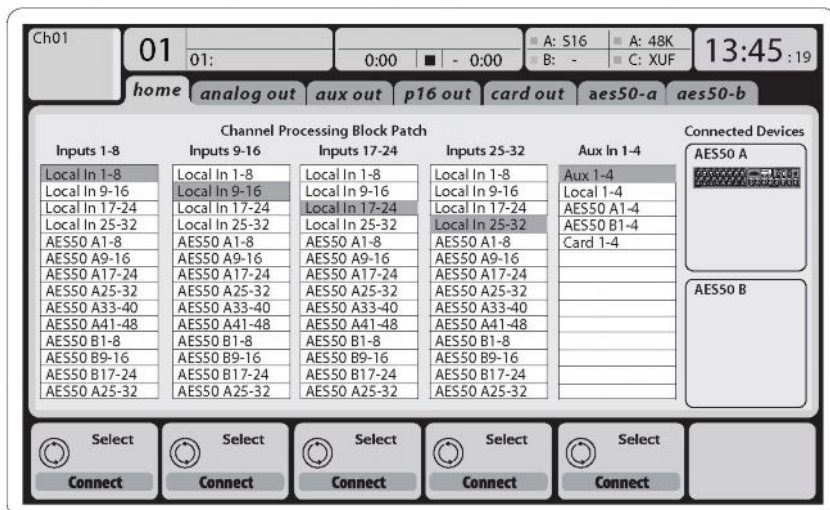 Ch01
01
01:
0:00
- 0:00
A: S16
A: 48K
B: -
C: XUF
13:45 :19
home
analog out
aux out
p16 out
card out
aes50-a
aes50-b
Channel Processing Block Patch
Connected Devices
Inputs 1-8
Inputs 9-16
Inputs 17-24
Inputs 25-32
Aux In 1-4
AES50 A
Local In 1-8
Local In 1-8
Local In 1-8
Local In 1-8
Aux 1-4
Local In 9-16
Local In 9-16
Local In 9-16
Local In 9-16
Local 1-4
Local In 17-24
Local In 17-24
Local In 17-24
Local In 17-24
AES50 A1-4
Local In 25-32
Local In 25-32
Local In 25-32
Local In 25-32
AES50 B1-4
AES50 A1-8
AES50 A1-8
AES50 A1-8
AES50 A1-8
Card 1-4
AES50 A9-16
AES50 A9-16
AES50 A9-16
AES50 A9-16
AES50 A17-24
AES50 A17-24
AES50 A17-24
AES50 A17-24
AES50 A25-32
AES50 A25-32
AES50 A25-32
AES50 A25-32
AES50 B
AES50 A33-40
AES50 A33-40
AES50 A33-40
AES50 A33-40
AES50 A41-48
AES50 A41-48
AES50 A41-48
AES50 A41-48
AES50 B1-8
AES50 B1-8
AES50 B1-8
AES50 B1-8
AES50 B9-16
AES50 B9-16
AES50 B9-16
AES50 B9-16
AES50 B17-24
AES50 B17-24
AES50 B17-24
AES50 B17-24
AES50 A25-32
AES50 A25-32
AES50 A25-32
AES50 A25-32
Select
Select
Select
Select
Select
Connect
Connect
Connect
Connect
Connect